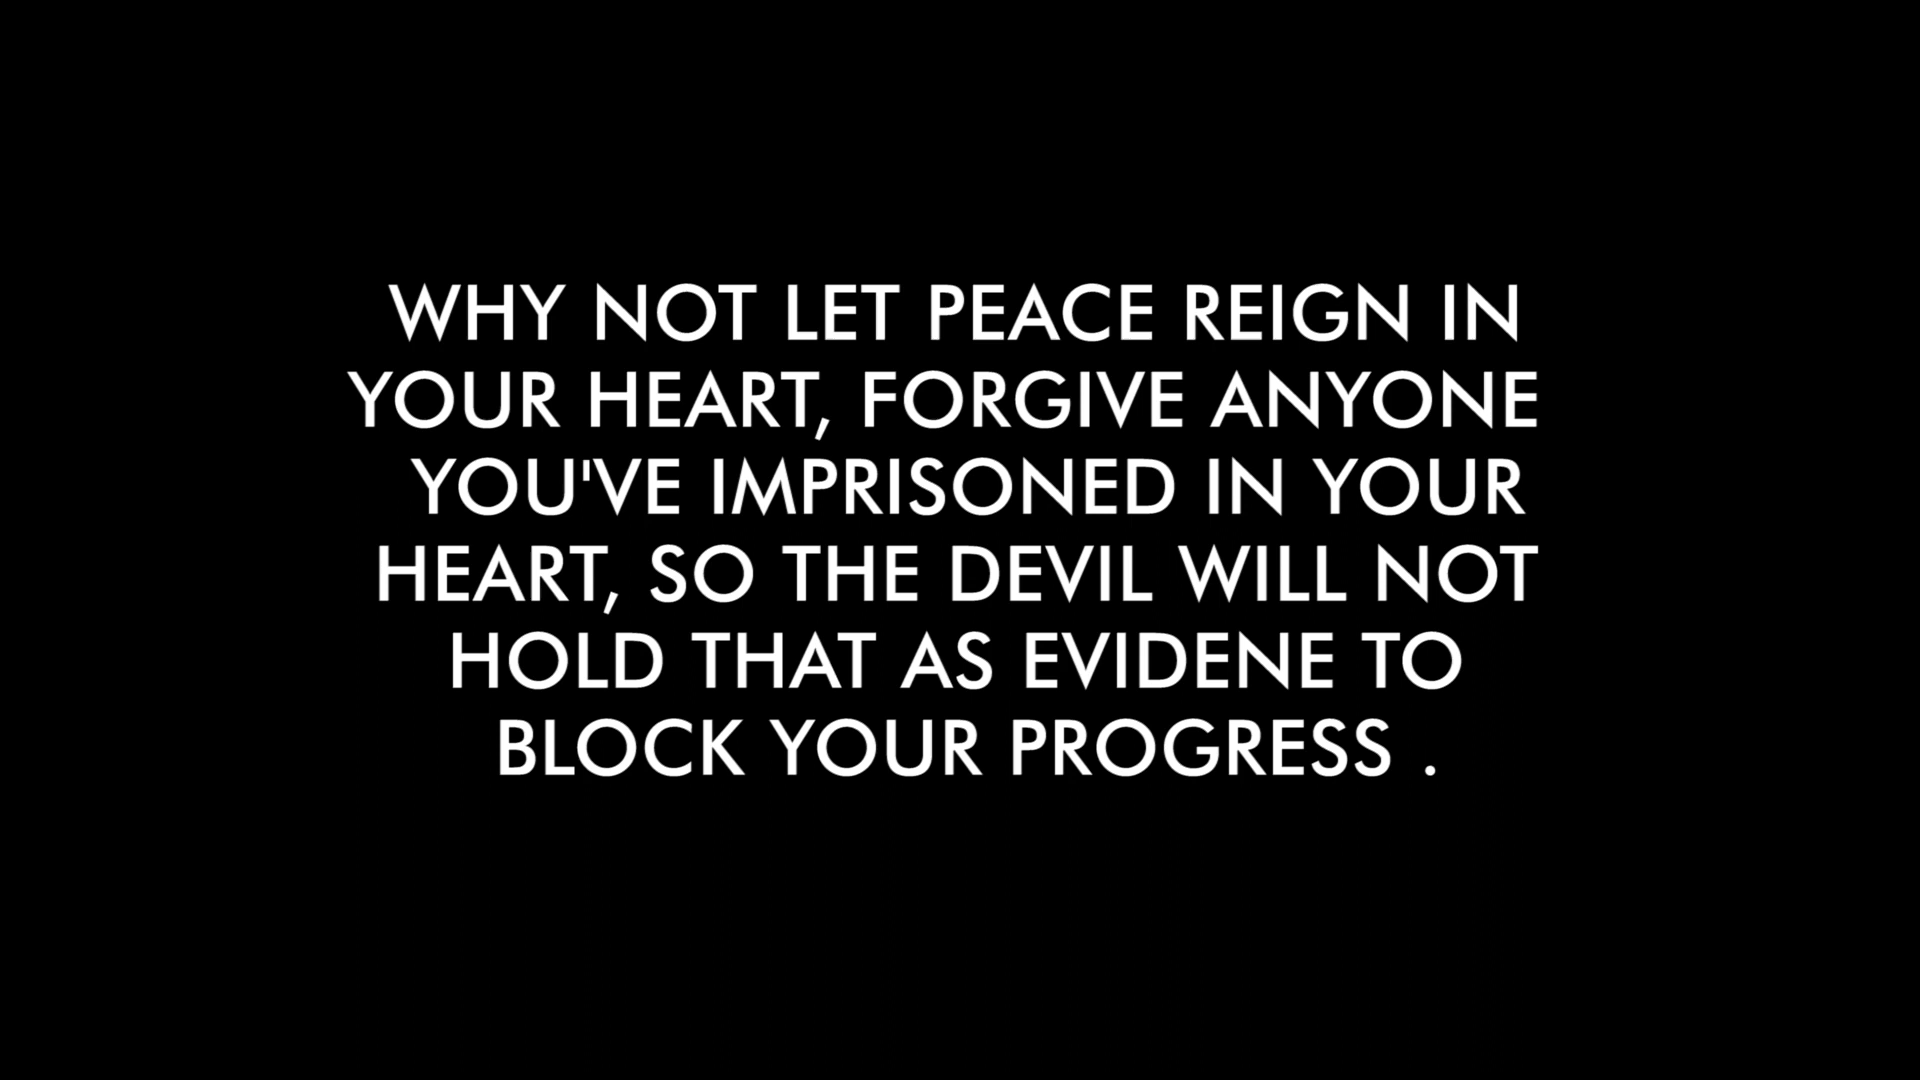 WHY NOT LET PEACE REIGN IN
YOUR HEART, FORGIVE ANYONE
YOU'VE IMPRISONED IN YOUR
HEART, SO THE DEVIL WILL NOT
HOLD THAT AS EVIDENE TO
BLOCK YOUR PROGRESS .